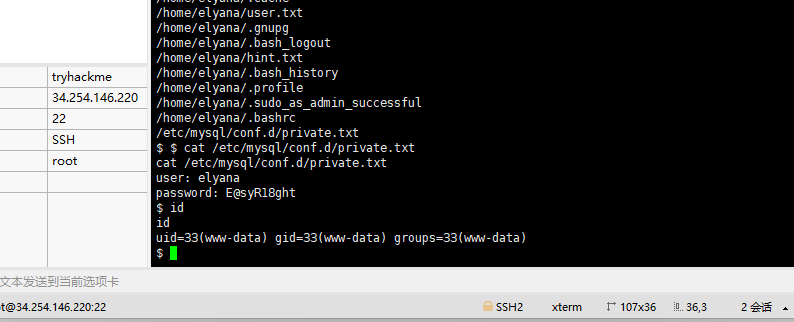 /home/elyana/user.txt
/home/elyana/.gnupg
/home/elyana/.bash_logout
/home/elyana/hint.txt
/home/elyana/.bash_history
/home/elyana/.profile
/home/elyana/.sudo_as_admin_successful
/home/elyana/.bashrc
/etc/mysql/conf.d/private.txt
$ $ cat /etc/mysql/conf.d/private.txt
cat /etc/mysql/conf.d/private.txt
user: elyana
password: E@syR18ght
$ id
id
uid=33(www-data) gid=33(www-data) groups=33(www-data)
$
tryhackme
34.254.146.220
22
SSH
root
文本发送到当前选项卡
t@34.254.146.220:22
SSH2
xterm
107x36
36,3
2 会话